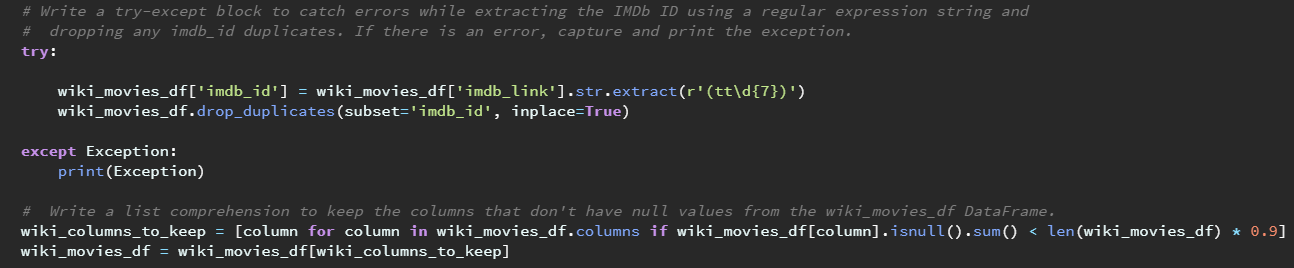 # Write a try-except block to catch errors while extracting the IMDb ID using a regular expression string and
#  dropping any imdb_id duplicates. If there is an error, capture and print the exception.
try:
wiki_movies_df['imdb_id'] = wiki_movies_df['imdb_link'].str.extract(r'(tt\d{7})')
wiki_movies_df.drop_duplicates(subset='imdb_id', inplace=True)
except Exception:
print(Exception)
#  Write a list comprehension to keep the columns that don't have null values from the wiki_movies_df DataFrame.
wiki_columns_to_keep = [column for column in wiki_movies_df.columns if wiki_movies_df[column].isnull().sum() < len(wiki_movies_df) * 0.9]
wiki_movies_df = wiki_movies_df[wiki_columns_to_keep]